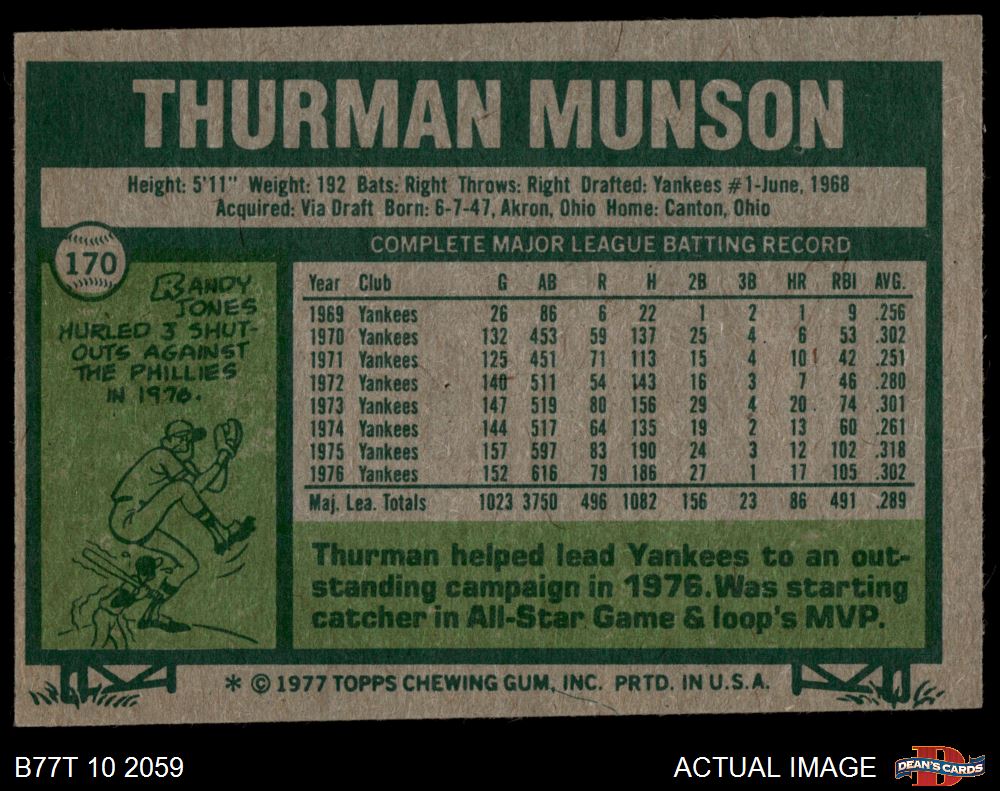 THURMAN MUNSON
Height: 5'11" Weight: 192 Bats: Right Throws: Right Drafted: Yankees #1-June, 1968
Acquired: Via Draft Born: 6-7-47, Akron, Ohio Home: Canton, Ohio
170
RANDY
JONES
HURLED 3 SHUT-
OUTS AGAINST
THE PHILLIES
IN 1976.
COMPLETE MAJOR LEAGUE BATTING RECORD
Year Club G AB R H 2B 3B HR RBI AVG.
1969 Yankees 26 86 6 22 1 2 1 9 .256
1970 Yankees 132 453 59 137 25 4 6 53 .302
1971 Yankees 125 451 71 113 15 4 10 42 .251
1972 Yankees 140 511 54 143 16 3 7 46 .280
1973 Yankees 147 519 80 156 29 4 20 74 .301
1974 Yankees 144 517 64 135 19 2 13 60 .261
1975 Yankees 157 597 83 190 24 3 12 102 .318
1976 Yankees 152 616 79 186 27 1 17 105 .302
Maj. Lea. Totals 1023 3750 496 1082 156 23 86 491 .289
Thurman helped lead Yankees to an out-
standing campaign in 1976. Was starting
catcher in All-Star Game & loop's MVP.
* © 1977 TOPPS CHEWING GUM, INC. PRTD. IN U.S.A.
B77T 10 2059
ACTUAL IMAGE
D
DEAN'S CARDS